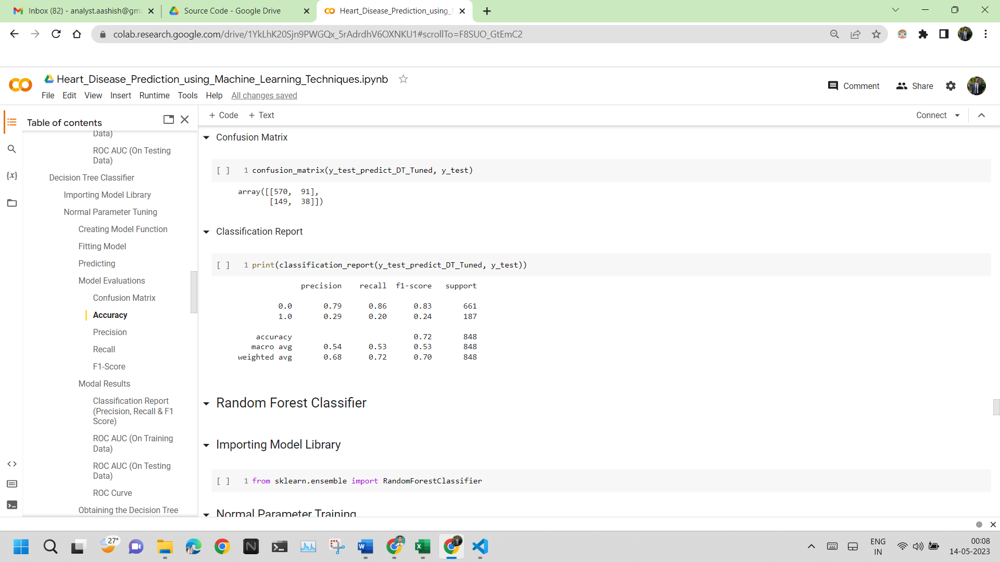 Inbox (82) - analyst.aashish@gm
Source Code - Google Drive
Heart_Disease_Prediction_using_
colab.research.google.com/drive/1YkLhK20Sjn9PWGQx_5rAdrdhV6OXNKU1#scrollTo=F8SUO_GtEmC2
Heart_Disease_Prediction_using_Machine_Learning_Techniques.ipynb
File Edit View Insert Runtime Tools Help All changes saved
Comment Share
Table of contents
+ Code + Text
Connect
Data)
ROC AUC (On Testing
Data)
Decision Tree Classifier
Importing Model Library
Normal Parameter Tuning
Creating Model Function
Fitting Model
Predicting
Model Evaluations
Confusion Matrix
Accuracy
Precision
Recall
F1-Score
Modal Results
Classification Report
(Precision, Recall & F1
Score)
ROC AUC (On Training
Data)
ROC AUC (On Testing
Data)
ROC Curve
Obtaining the Decision Tree
Confusion Matrix
[ ] 1 confusion_matrix(y_test_predict_DT_Tuned, y_test)
array([[570,  91],
       [149,  38]])
Classification Report
[ ] 1 print(classification_report(y_test_predict_DT_Tuned, y_test))
precision recall f1-score support
0.0 0.79 0.86 0.83 661
1.0 0.29 0.20 0.24 187
accuracy 0.72 848
macro avg 0.54 0.53 0.53 848
weighted avg 0.68 0.72 0.70 848
Random Forest Classifier
Importing Model Library
[ ] 1 from sklearn.ensemble import RandomForestClassifier
Normal Parameter Training
27°
ENG
IN
00:08
14-05-2023